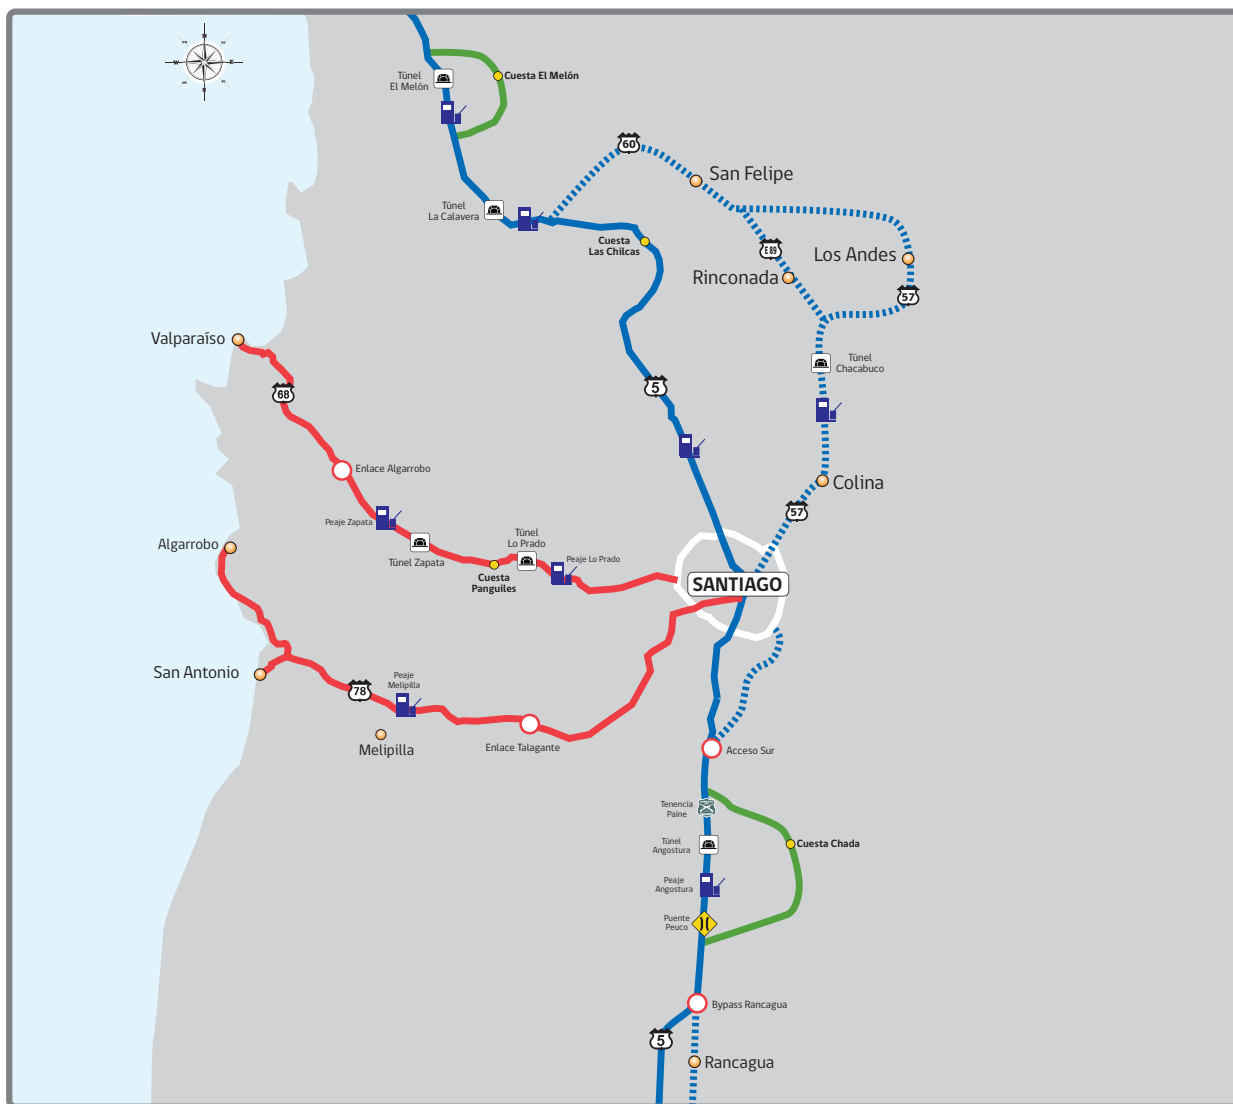 N
W
E
S
Túnel
El Melón
Cuesta El Melón
60
San Felipe
Túnel
La Calavera
Cuesta
Las Chilcas
E 89
Los Andes
Rinconada
57
Valparaíso
68
5
Túnel
Chacabuco
Enlace Algarrobo
Colina
57
Peaje Zapata
Túnel Zapata
Túnel
Lo Prado
Peaje Lo Prado
Cuesta
Panguiles
Algarrobo
SANTIAGO
San Antonio
78
Peaje
Melipilla
Melipilla
Enlace Talagante
Acceso Sur
Tenencia
Paine
Túnel
Angostura
Cuesta Chada
Peaje
Angostura
Puente
Peuco
Bypass Rancagua
5
Rancagua